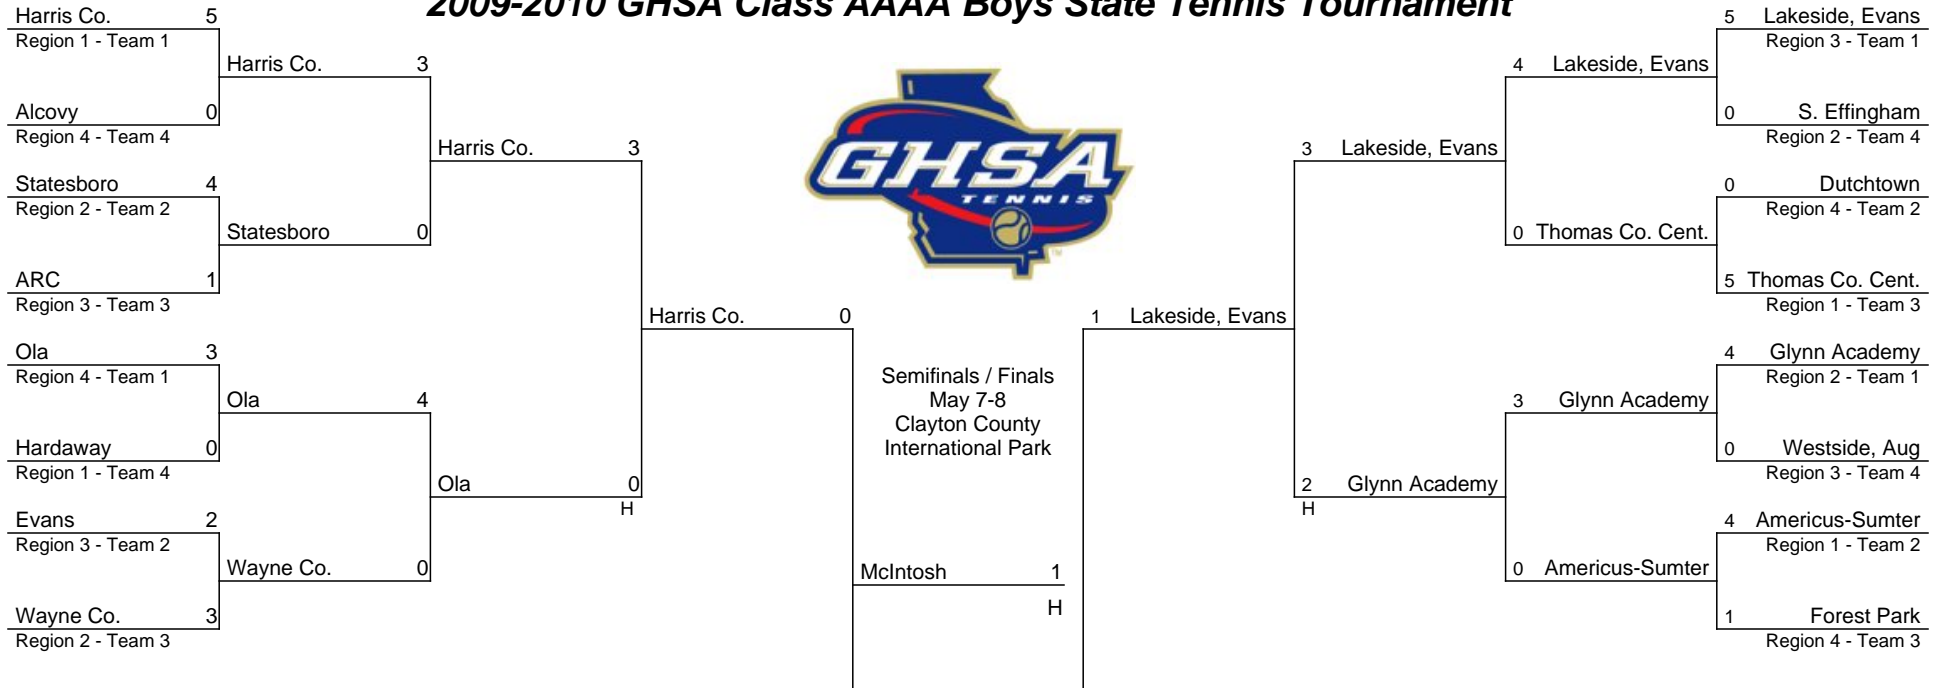 2009-2010 GHSA Class AAAA Boys State Tennis Tournament
Harris Co. 5
Region 1 - Team 1
Harris Co. 3
Alcovy 0
Region 4 - Team 4
Harris Co. 3
Statesboro 4
Region 2 - Team 2
Statesboro 0
ARC 1
Region 3 - Team 3
Harris Co. 0
Ola 3
Region 4 - Team 1
Ola 4
Hardaway 0
Region 1 - Team 4
Ola 0
H
Evans 2
Region 3 - Team 2
Wayne Co. 0
Wayne Co. 3
Region 2 - Team 3
GHSA
TENNIS
TM
Semifinals / Finals
May 7-8
Clayton County
International Park
McIntosh 1
H
5 Lakeside, Evans
Region 3 - Team 1
4 Lakeside, Evans
0 S. Effingham
Region 2 - Team 4
3 Lakeside, Evans
0 Dutchtown
Region 4 - Team 2
0 Thomas Co. Cent.
5 Thomas Co. Cent.
Region 1 - Team 3
1 Lakeside, Evans
4 Glynn Academy
Region 2 - Team 1
3 Glynn Academy
0 Westside, Aug
Region 3 - Team 4
2 Glynn Academy
H
4 Americus-Sumter
Region 1 - Team 2
0 Americus-Sumter
1 Forest Park
Region 4 - Team 3